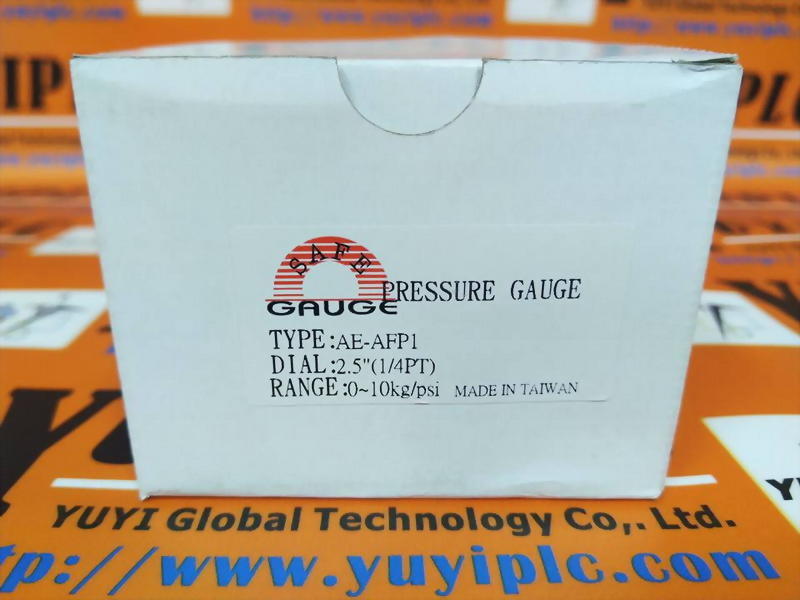 SAFE
GAUGE
PRESSURE GAUGE
TYPE:AE-AFP1
DIAL:2.5"(1/4PT)
RANGE:0~10kg/psi MADE IN TAIWAN
YUYI Global Technology Co,. Ltd.
tp://www.yuyiplc.com